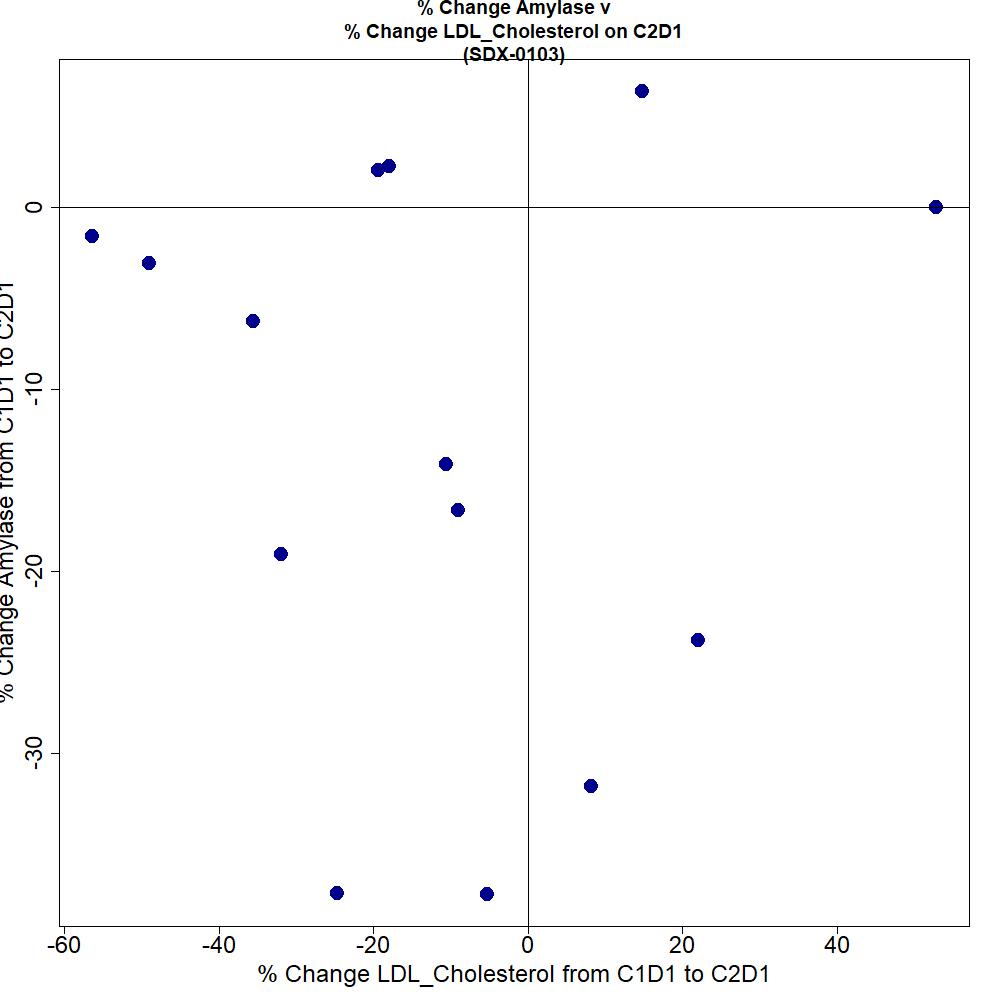 % Change Amylase v
% Change LDL_Cholesterol on C2D1
(SDX-0103)
% Change Amylase from C1D1 to C2D1
0
-10
-20
-30
-60
-40
-20
0
20
40
% Change LDL_Cholesterol from C1D1 to C2D1